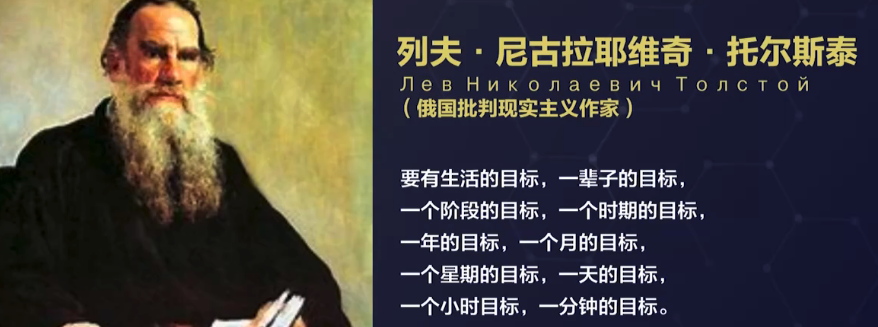 列夫·尼古拉耶维奇·托尔斯泰
Лев Николаевич Толстой
（俄国批判现实主义作家）
要有生活的目标，一辈子的目标，
一个阶段的目标，一个时期的目标，
一年的目标，一个月的目标，
一个星期的目标，一天的目标，
一个小时目标，一分钟的目标。